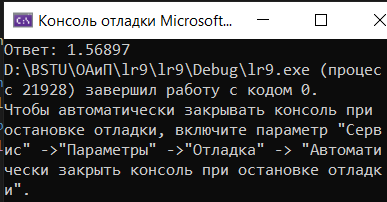 Консоль отладки Microsoft...
Ответ: 1.56897
D:\BSTU\ОАиП\lr9\lr9\Debug\lr9.exe (процес
с 21928) завершил работу с кодом 0.
Чтобы автоматически закрывать консоль при
остановке отладки, включите параметр "Серв
ис" ->"Параметры" ->"Отладка" -> "Автомати
чески закрыть консоль при остановке отладк
и".